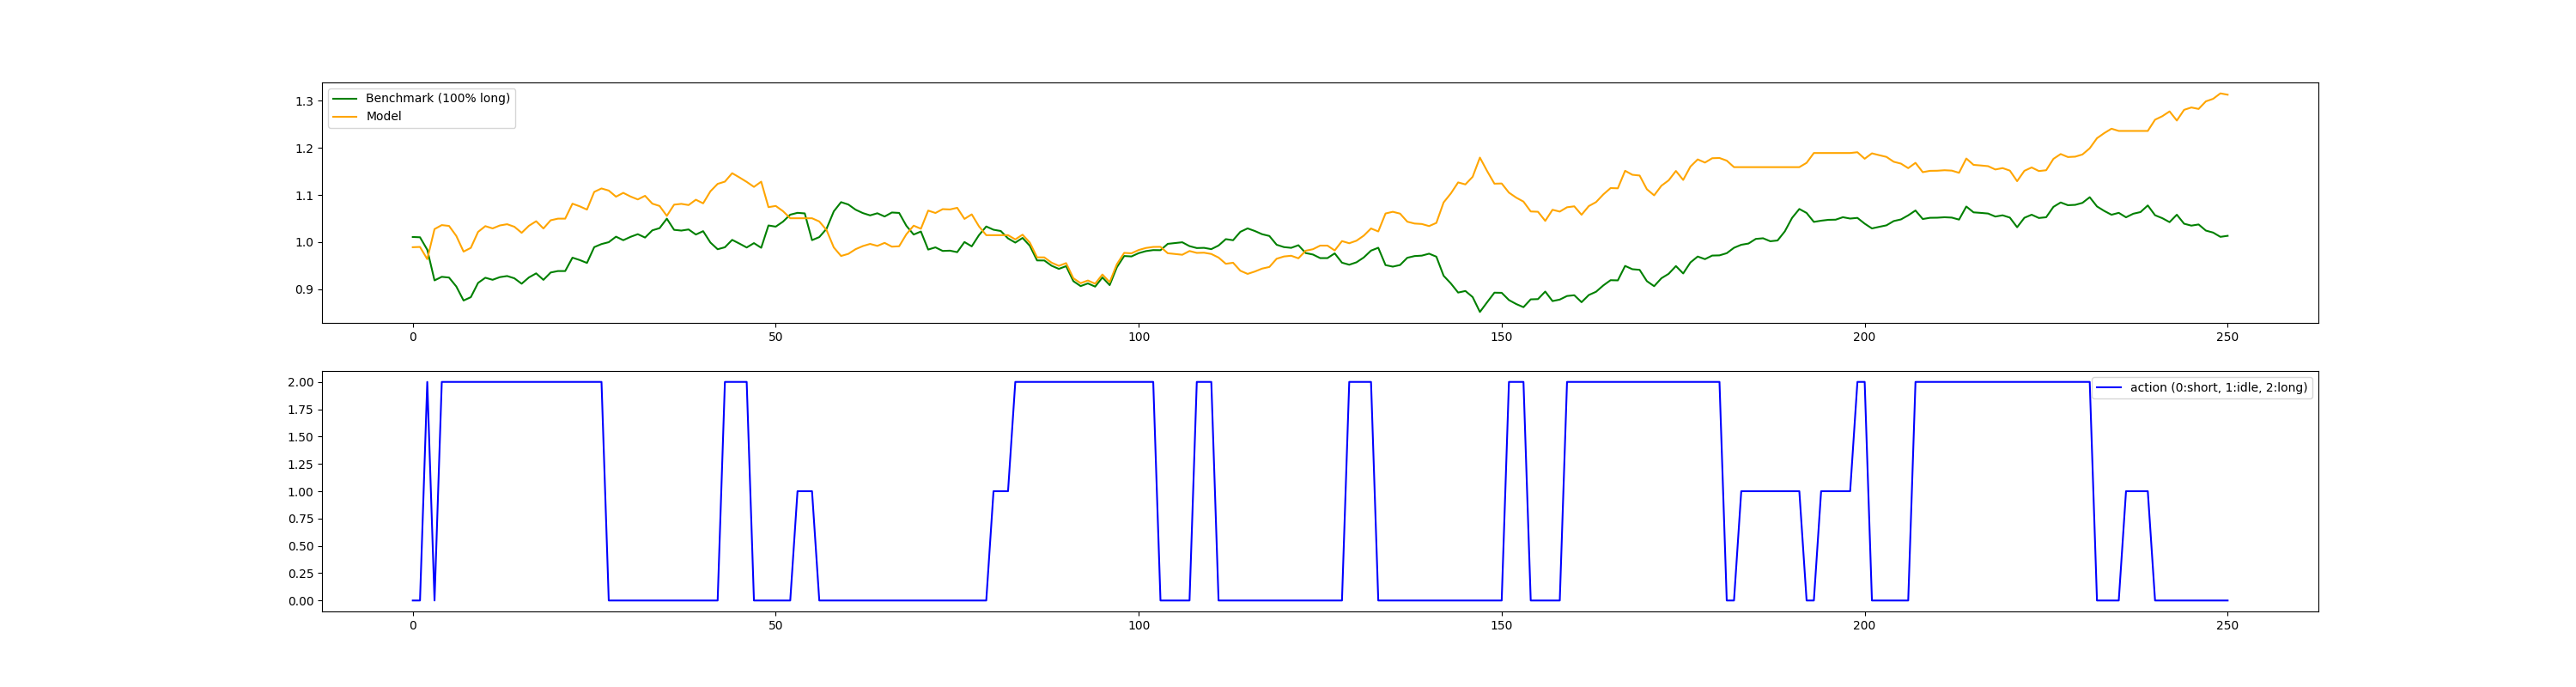 1.3
1.2
1.1
1.0
0.9
Benchmark (100% long)
Model
0 50 100 150 200 250
2.00
1.75
1.50
1.25
1.00
0.75
0.50
0.25
0.00
action (0:short, 1:idle, 2:long)
0 50 100 150 200 250